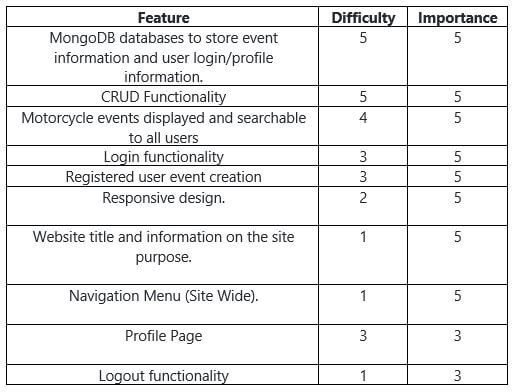 Feature Difficulty Importance
MongoDB databases to store event 5 5
information and user login/profile
information.
CRUD Functionality 5 5
Motorcycle events displayed and searchable 4 5
to all users
Login functionality 3 5
Registered user event creation 3 5
Responsive design. 2 5
Website title and information on the site 1 5
purpose.
Navigation Menu (Site Wide). 1 5
Profile Page 3 3
Logout functionality 1 3